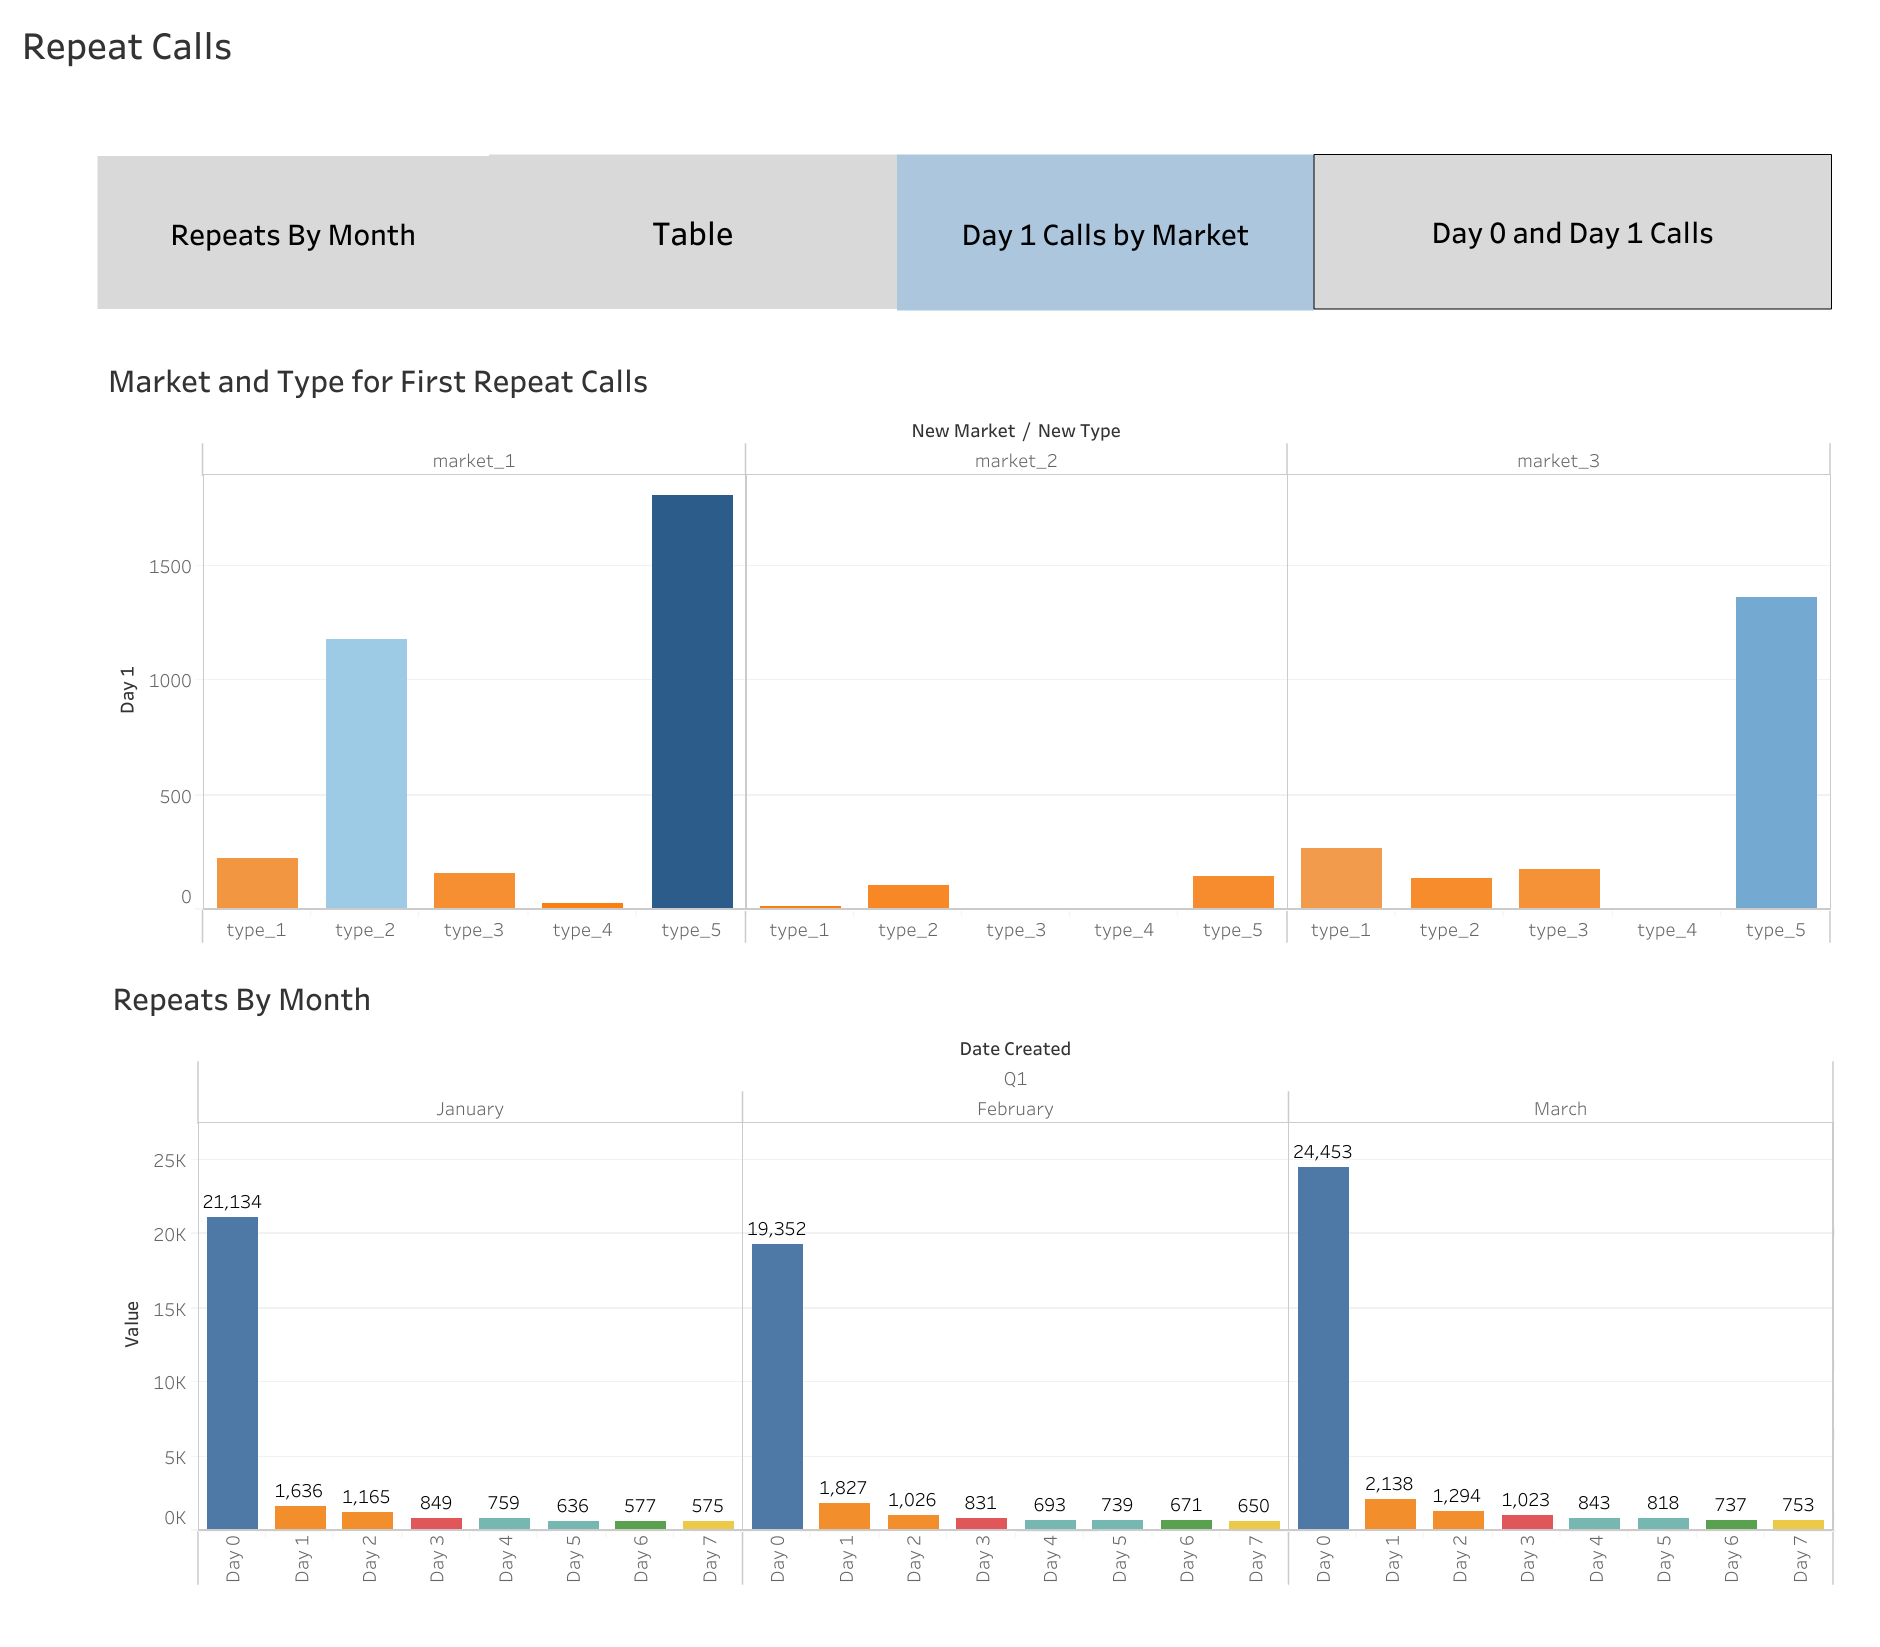 Repeat Calls
Repeats By Month
Table
Day 1 Calls by Market
Day 0 and Day 1 Calls
Market and Type for First Repeat Calls
New Market / New Type
market_1 market_2 market_3
1500
1000
500
0
Day 1
type_1 type_2 type_3 type_4 type_5 type_1 type_2 type_3 type_4 type_5 type_1 type_2 type_3 type_4 type_5
Repeats By Month
Date Created
Q1
January February March
25K
20K
15K
10K
5K
0K
Value
21,134 1,636 1,165 849 759 636 577 575
19,352 1,827 1,026 831 693 739 671 650
24,453 2,138 1,294 1,023 843 818 737 753
Day 0 Day 1 Day 2 Day 3 Day 4 Day 5 Day 6 Day 7 Day 0 Day 1 Day 2 Day 3 Day 4 Day 5 Day 6 Day 7 Day 0 Day 1 Day 2 Day 3 Day 4 Day 5 Day 6 Day 7